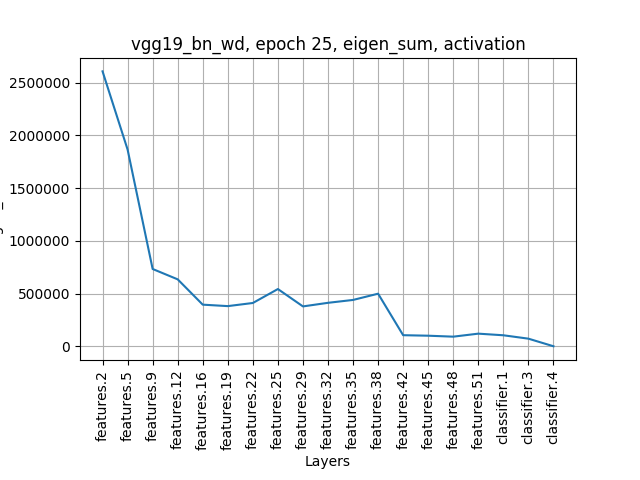 vgg19_bn_wd, epoch 25, eigen_sum, activation
2500000
2000000
1500000
1000000
500000
0
features.2
features.5
features.9
features.12
features.16
features.19
features.22
features.25
features.29
features.32
features.35
features.38
features.42
features.45
features.48
features.51
classifier.1
classifier.3
classifier.4
Layers